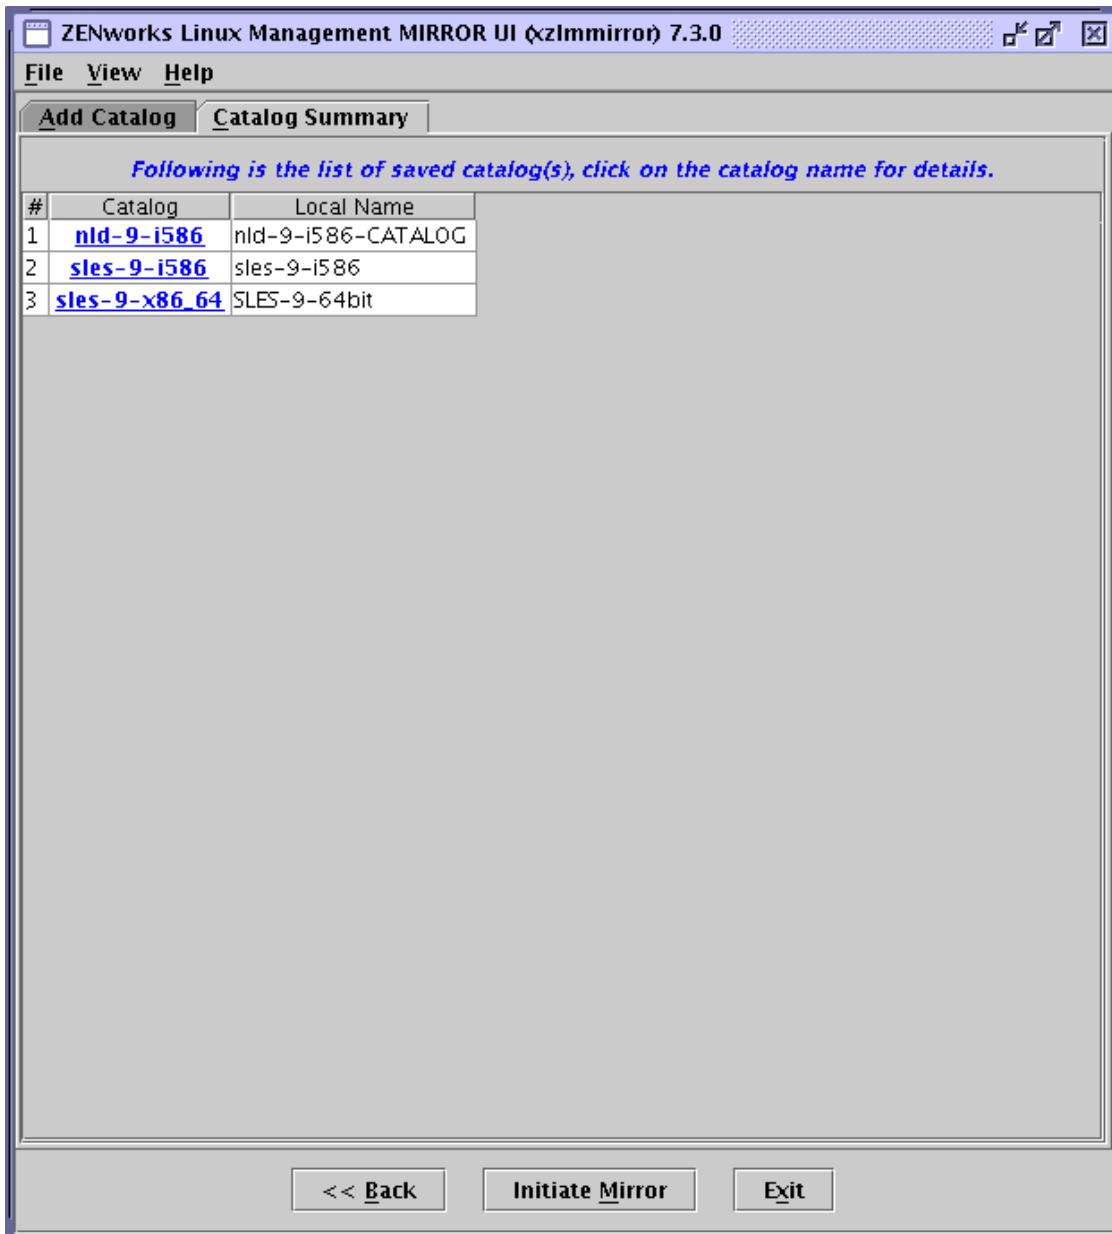 ZENworks Linux Management MIRROR UI (xzlmmirror) 7.3.0
File View Help
Add Catalog Catalog Summary
Following is the list of saved catalog(s), click on the catalog name for details.
# Catalog Local Name
1 nld-9-i586 nld-9-i586-CATALOG
2 sles-9-i586 sles-9-i586
3 sles-9-x86_64 SLES-9-64bit
<< Back Initiate Mirror Exit